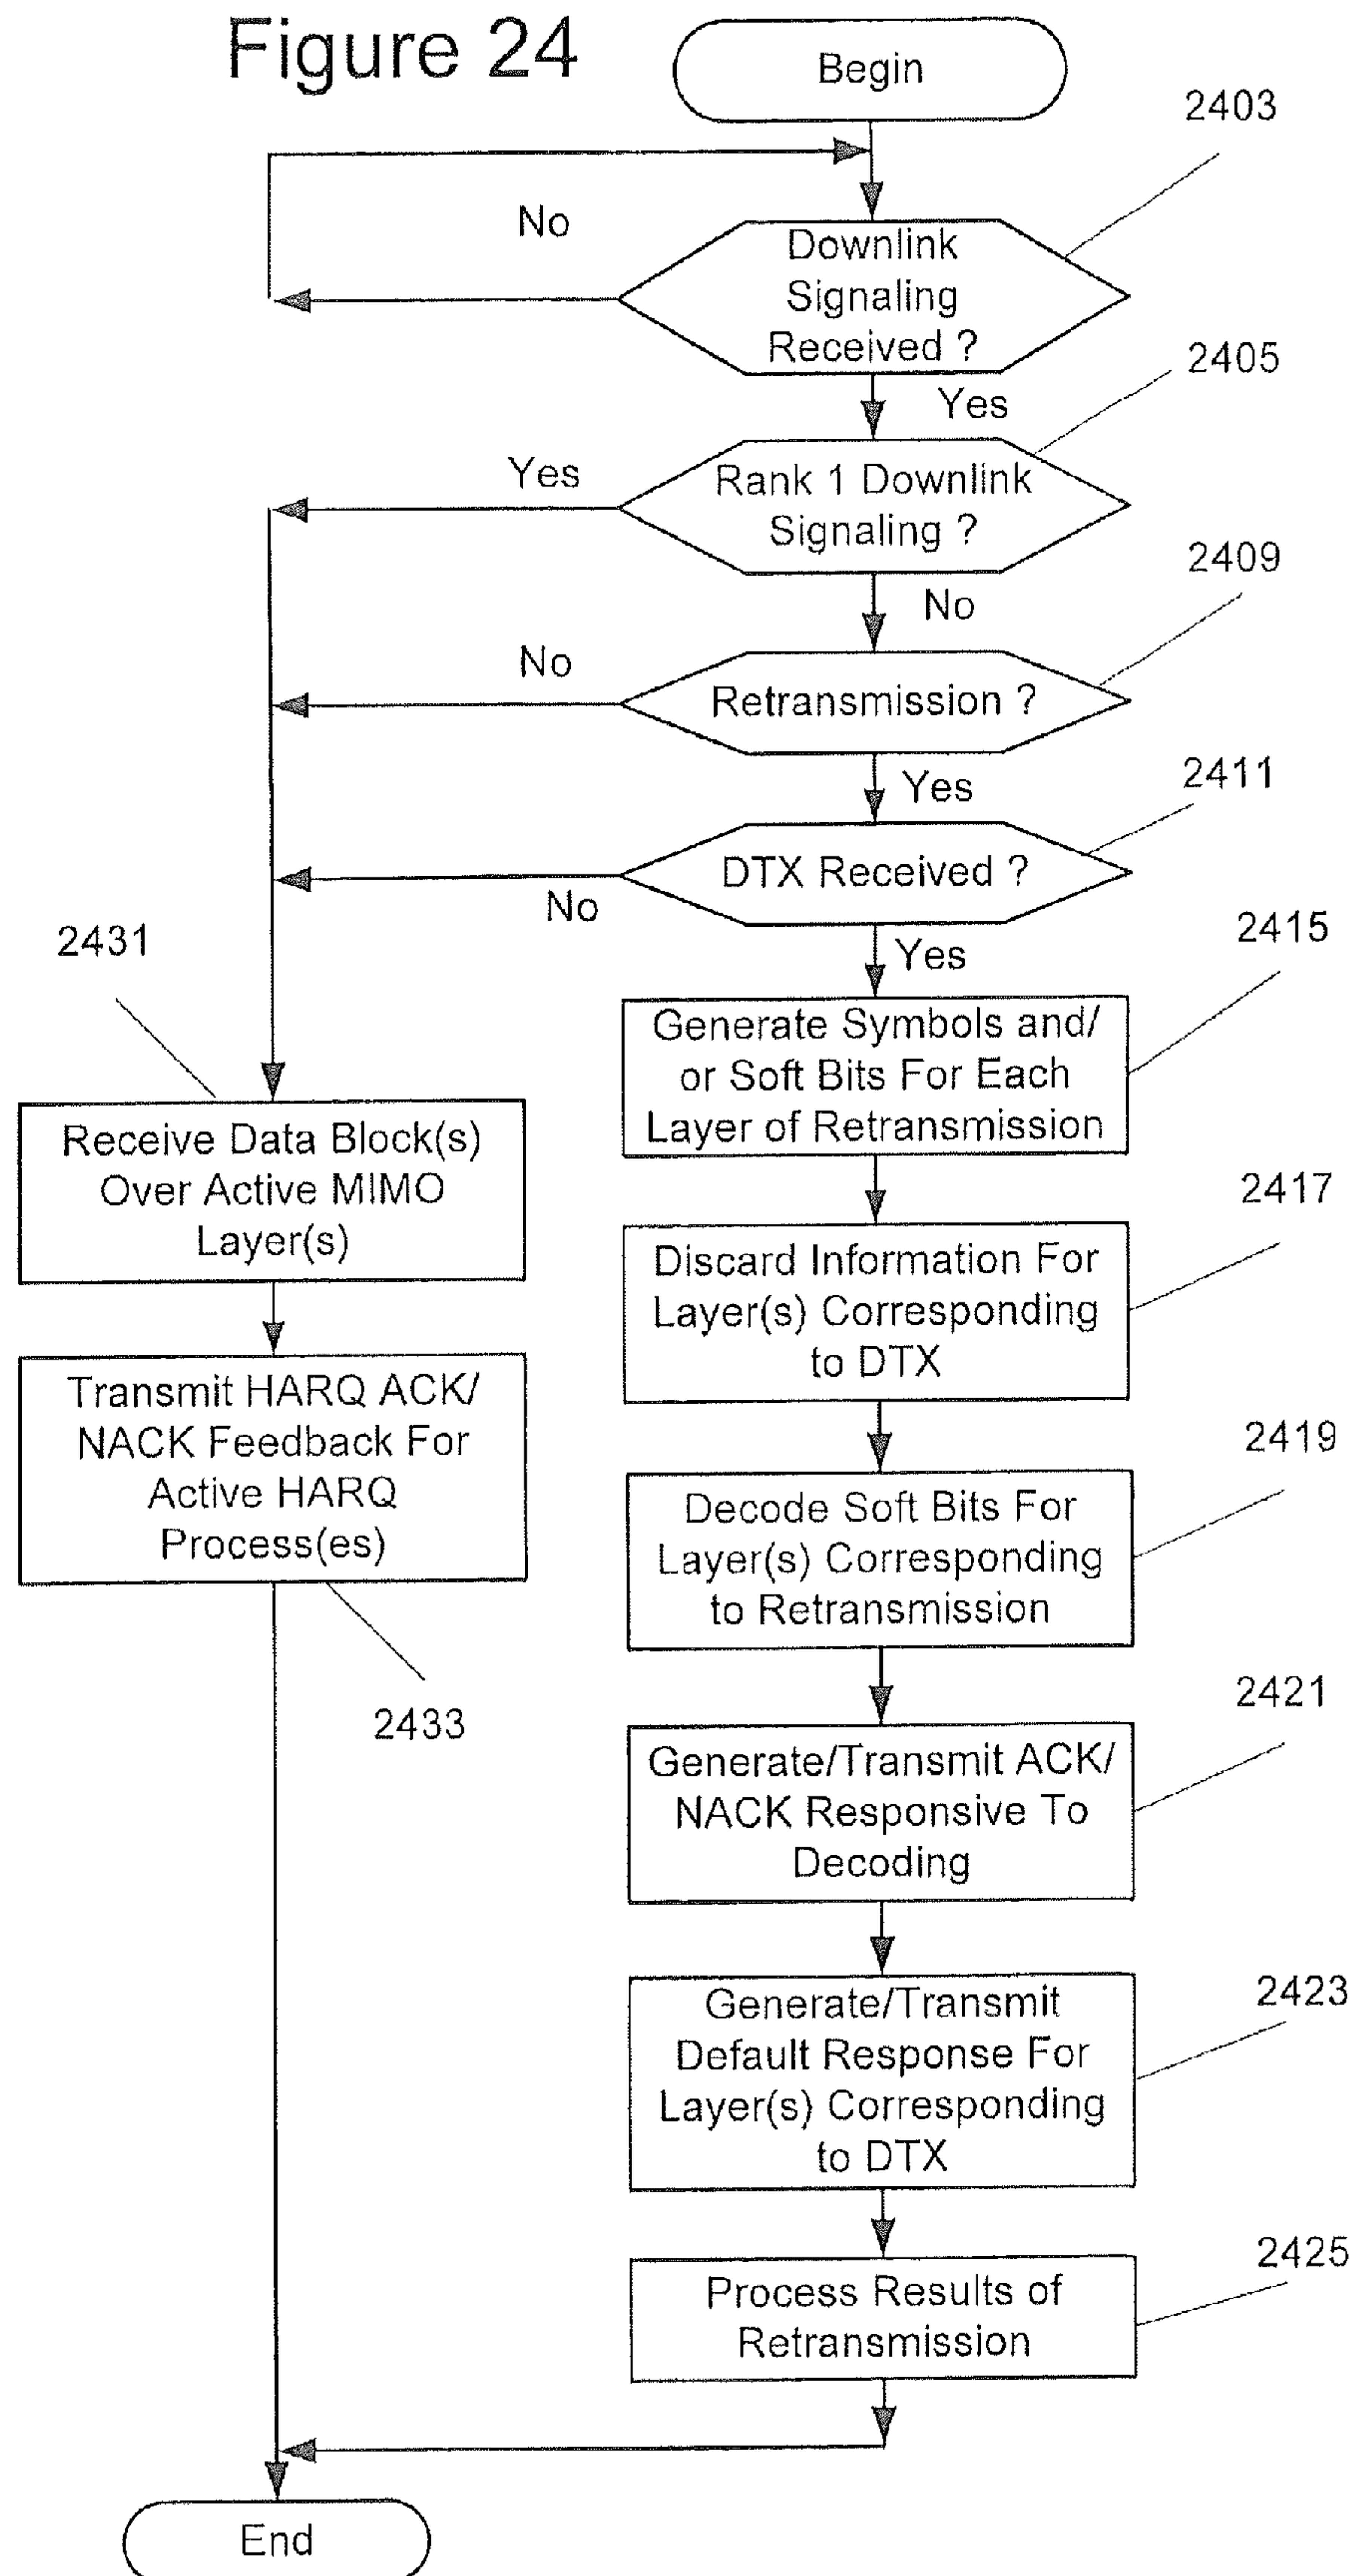 Figure 24
Begin
2403
No
Downlink
Signaling
Received ?
2405
Yes
Yes
Rank 1 Downlink
Signaling ?
2409
No
No
Retransmission ?
2411
Yes
DTX Received ?
No
2415
2431
Yes
Generate Symbols and/
or Soft Bits For Each
Layer of Retransmission
Receive Data Block(s)
Over Active MIMO
Layer(s)
2417
Discard Information For
Layer(s) Corresponding
to DTX
Transmit HARQ ACK/
NACK Feedback For
Active HARQ
Process(es)
2419
Decode Soft Bits For
Layer(s) Corresponding
to Retransmission
2433
2421
Generate/Transmit ACK/
NACK Responsive To
Decoding
2423
Generate/Transmit
Default Response For
Layer(s) Corresponding
to DTX
2425
Process Results of
Retransmission
End